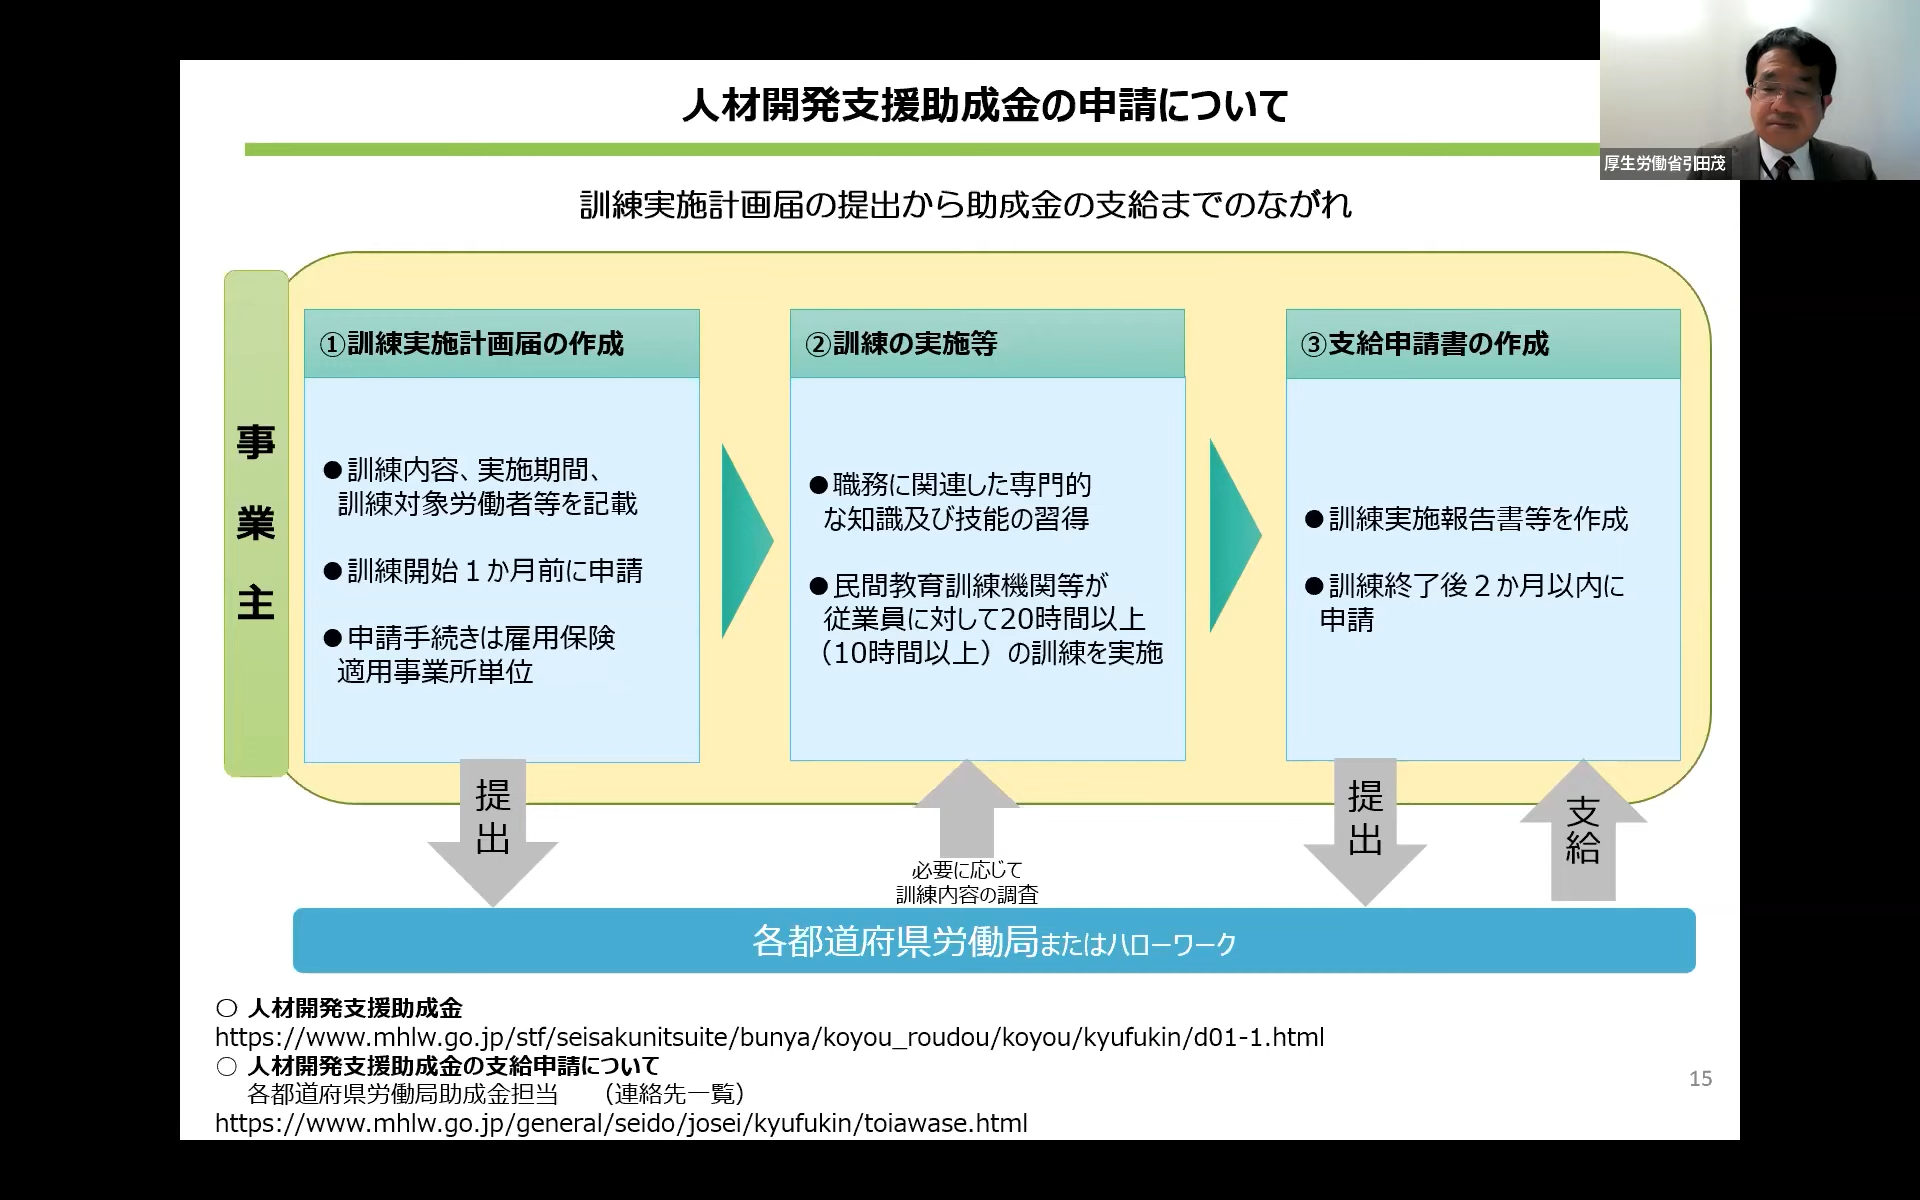 人材開発支援助成金の申請について
厚生労働省引田茂
訓練実施計画届の提出から助成金の支給までのながれ
事業主
①訓練実施計画届の作成
●訓練内容、実施期間、
訓練対象労働者等を記載
●訓練開始１か月前に申請
●申請手続きは雇用保険
適用事業所単位
②訓練の実施等
●職務に関連した専門的
な知識及び技能の習得
●民間教育訓練機関等が
従業員に対して20時間以上
（10時間以上）の訓練を実施
③支給申請書の作成
●訓練実施報告書等を作成
●訓練終了後２か月以内に
申請
提出
必要に応じて
訓練内容の調査
提出
支給
各都道府県労働局またはハローワーク
〇 人材開発支援助成金
https://www.mhlw.go.jp/stf/seisakunitsuite/bunya/koyou_roudou/koyou/kyufukin/d01-1.html
〇 人材開発支援助成金の支給申請について
各都道府県労働局助成金担当　（連絡先一覧）
https://www.mhlw.go.jp/general/seido/josei/kyufukin/toiawase.html
15